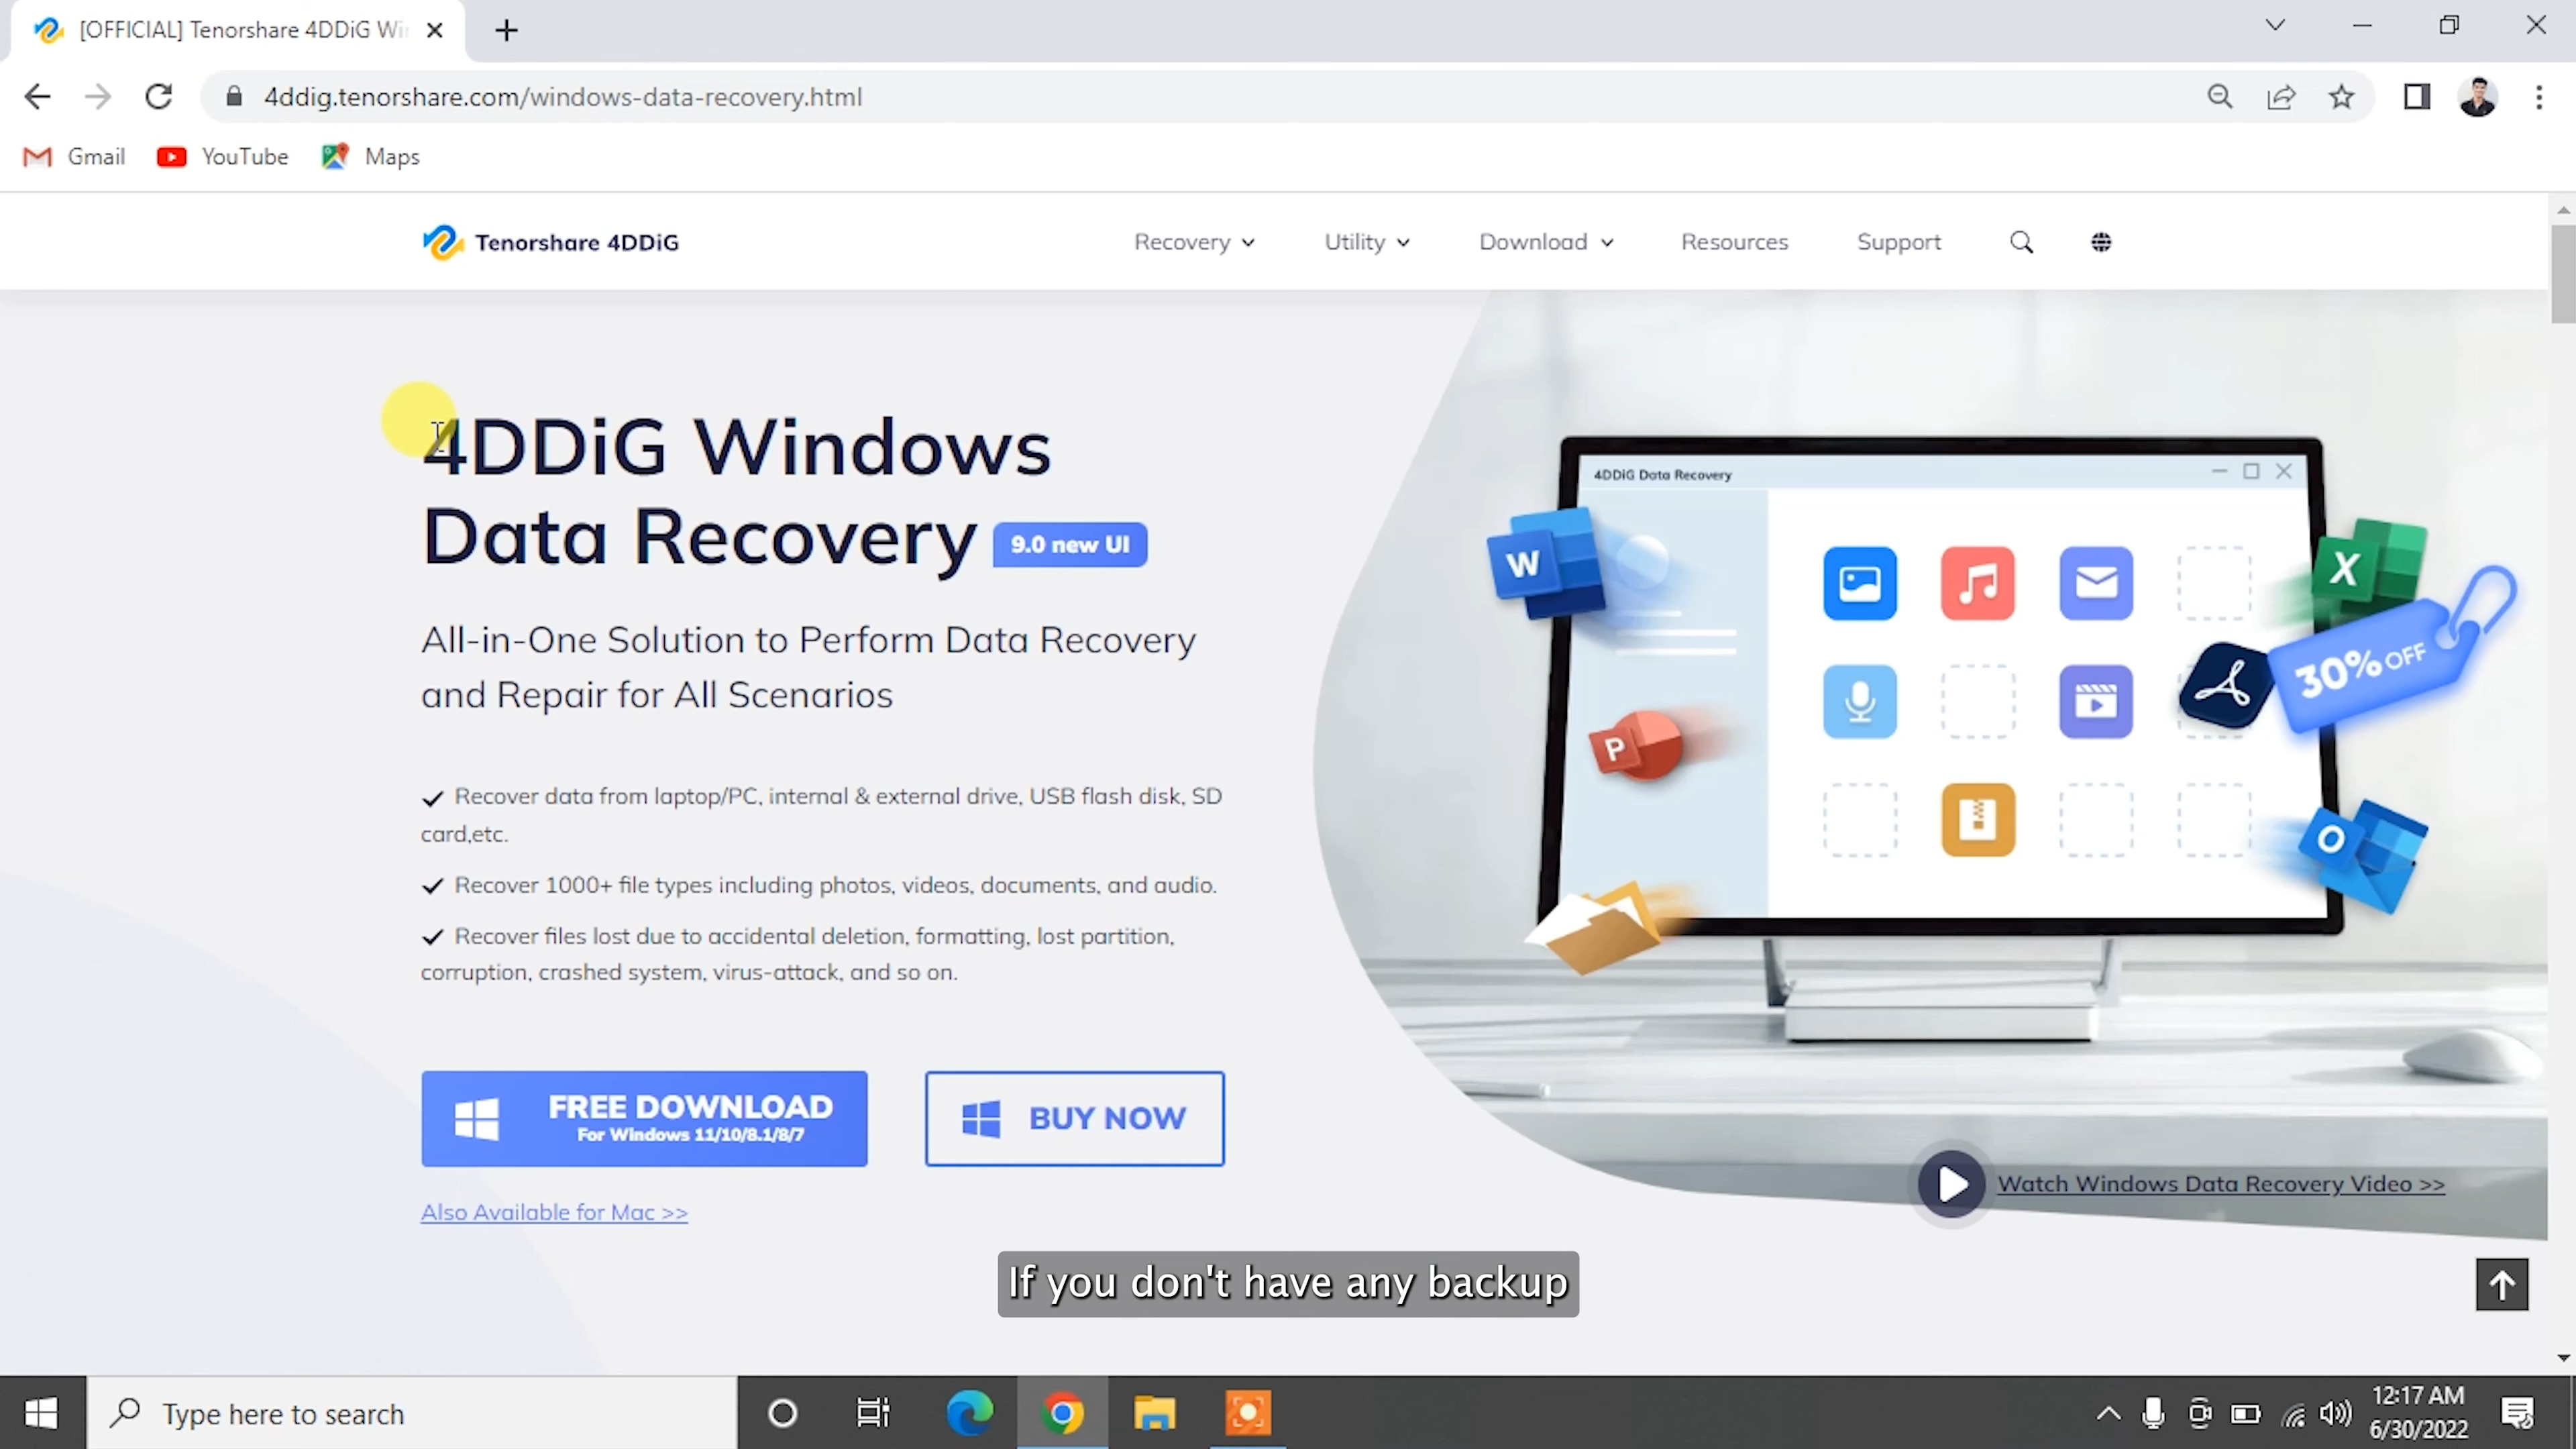 [OFFICIAL] Tenorshare 4DDiG Wi
4ddig.tenorshare.com/windows-data-recovery.html
Gmail
YouTube
Maps
Tenorshare 4DDiG
Recovery
Utility
Download
Resources
Support
4DDiG Windows
Data Recovery
9.0 new UI
All-in-One Solution to Perform Data Recovery
and Repair for All Scenarios
Recover data from laptop/PC, internal & external drive, USB flash disk, SD
card,etc.
Recover 1000+ file types including photos, videos, documents, and audio.
Recover files lost due to accidental deletion, formatting, lost partition,
corruption, crashed system, virus-attack, and so on.
FREE DOWNLOAD
For Windows 11/10/8.1/8/7
BUY NOW
Also Available for Mac >>
4DDiG Data Recovery
W
X
P
O
30% OFF
Watch Windows Data Recovery Video >>
If you don't have any backup
Type here to search
12:17 AM
6/30/2022